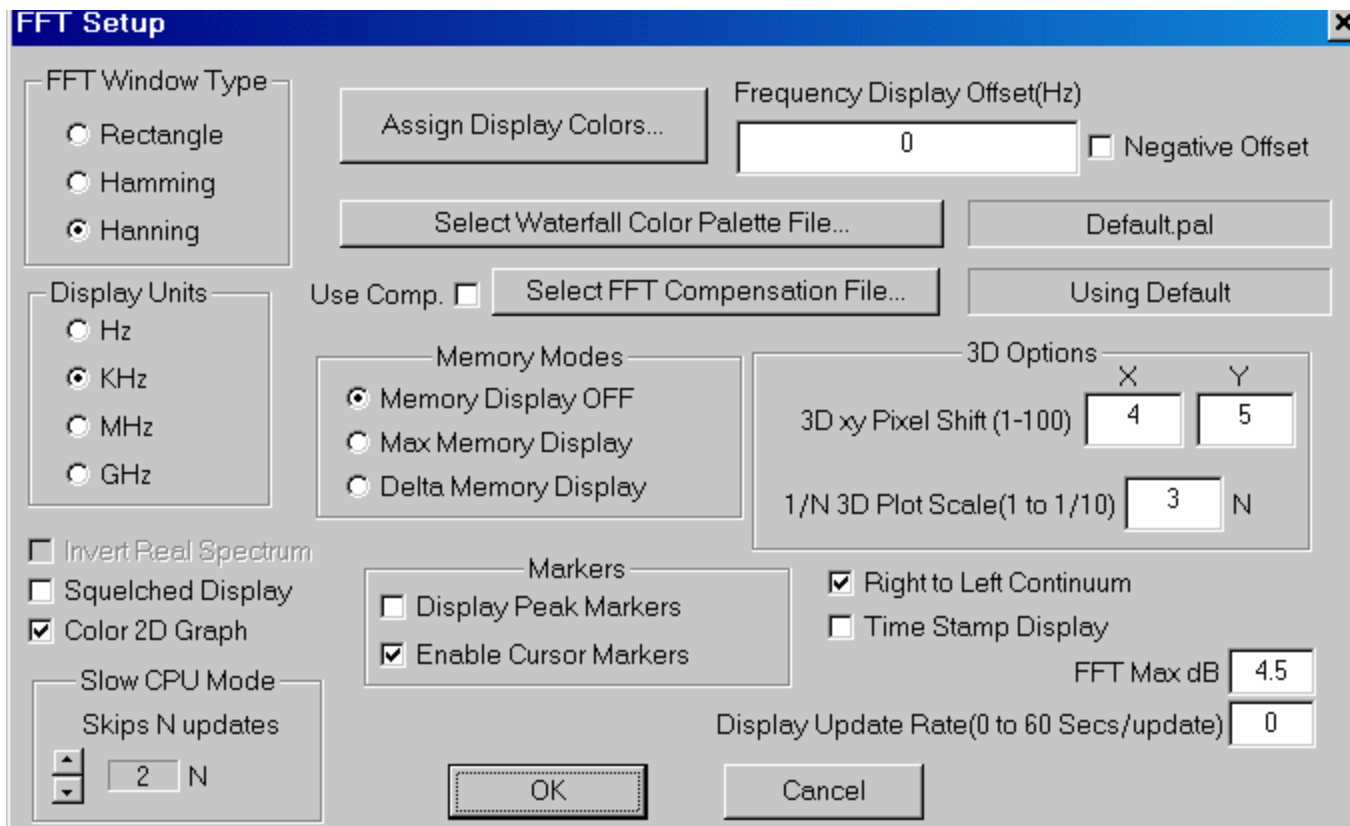 FFT Setup
FFT Window Type
Rectangle
Hamming
Hanning
Assign Display Colors...
Frequency Display Offset(Hz)
0
Negative Offset
Select Waterfall Color Palette File...
Default.pal
Display Units
Hz
KHz
MHz
GHz
Use Comp.
Select FFT Compensation File...
Using Default
Memory Modes
Memory Display OFF
Max Memory Display
Delta Memory Display
3D Options
X Y
3D xy Pixel Shift (1-100) 4 5
1/N 3D Plot Scale(1 to 1/10) 3 N
Invert Real Spectrum
Squelched Display
Color 2D Graph
Markers
Display Peak Markers
Enable Cursor Markers
Right to Left Continuum
Time Stamp Display
FFT Max dB 4.5
Display Update Rate(0 to 60 Secs/update) 0
Slow CPU Mode
Skips N updates
2 N
OK
Cancel